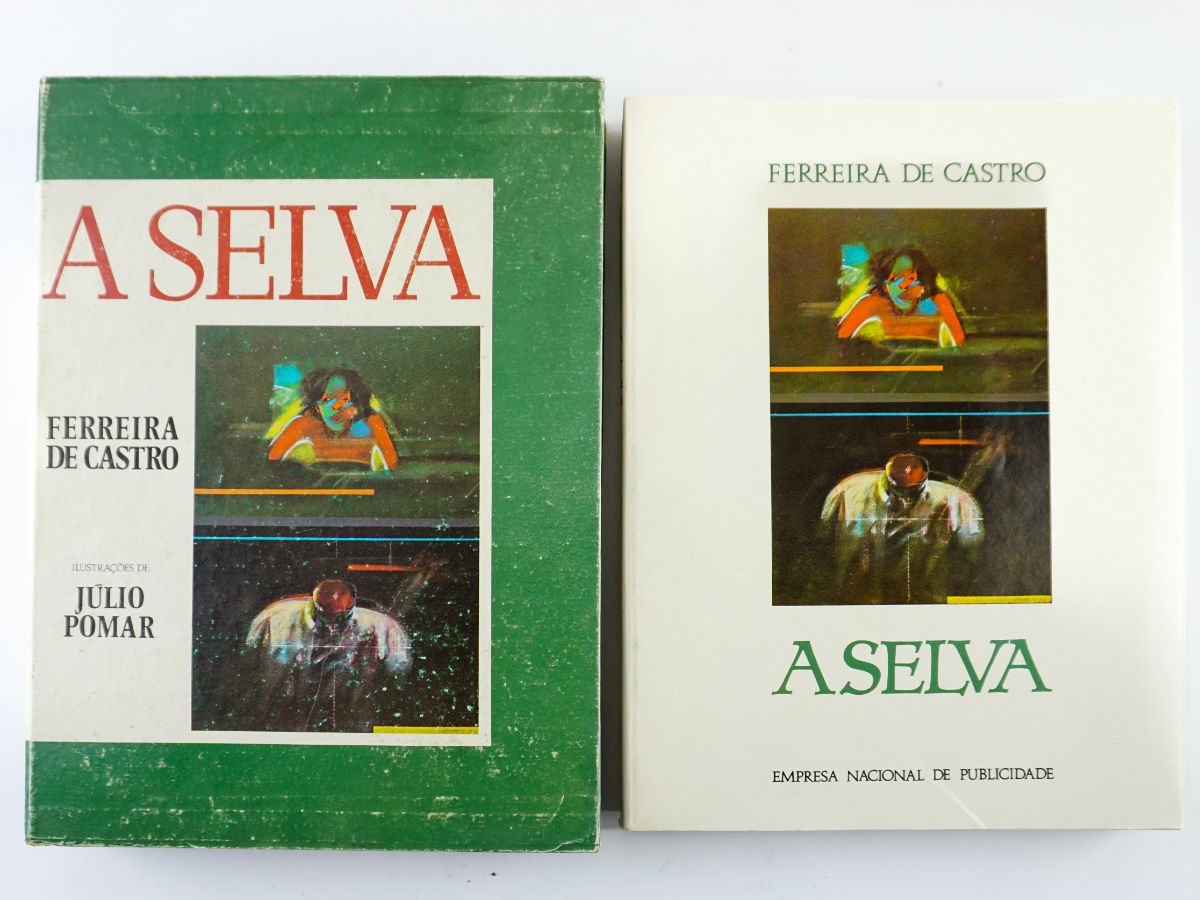 A SELVA
FERREIRA
DE CASTRO
ILUSTRAÇÕES DE
JÚLIO
POMAR
FERREIRA DE CASTRO
A SELVA
EMPRESA NACIONAL DE PUBLICIDADE